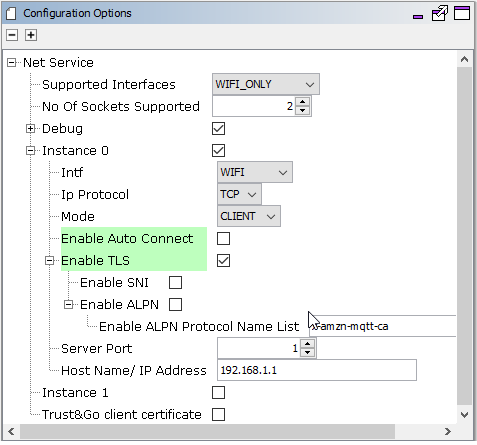 Configuration Options
Net Service
Supported Interfaces WIFI_ONLY
No Of Sockets Supported 2
Debug
Instance 0
Intf WIFI
Ip Protocol TCP
Mode CLIENT
Enable Auto Connect
Enable TLS
Enable SNI
Enable ALPN
Enable ALPN Protocol Name List x-amzn-mqtt-ca
Server Port 1
Host Name/ IP Address 192.168.1.1
Instance 1
Trust&Go client certificate